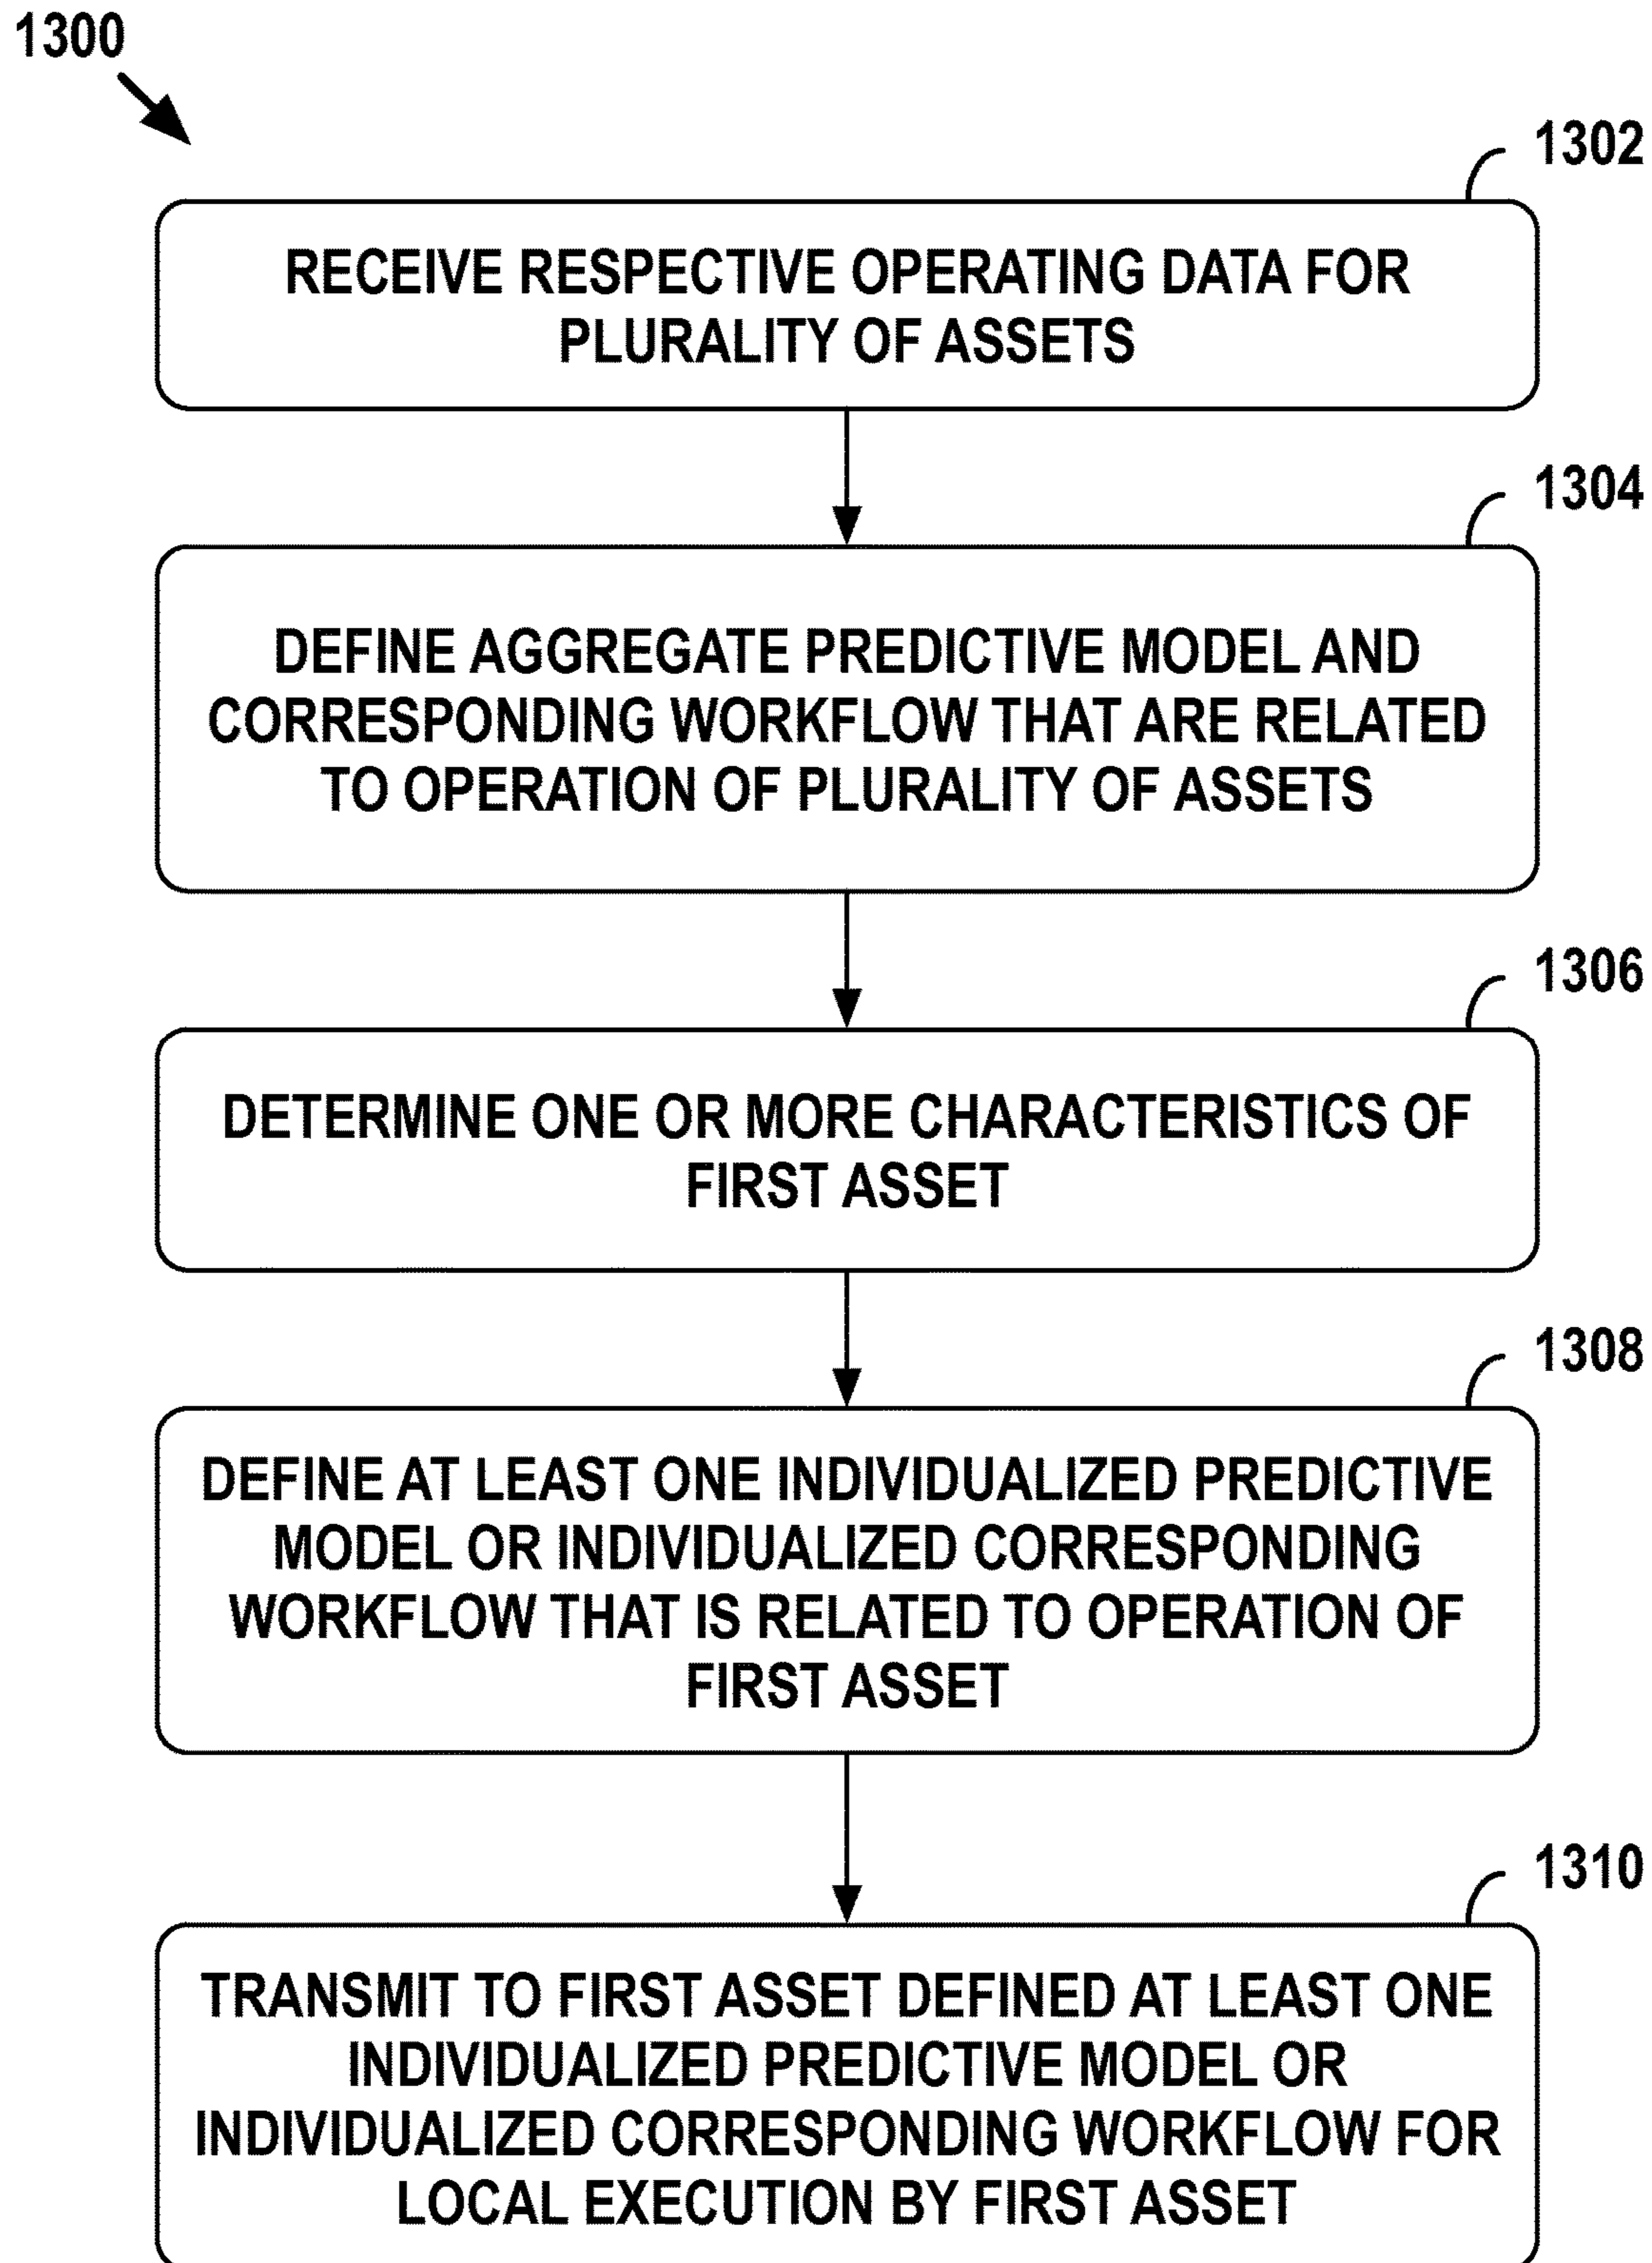 1300
1302
RECEIVE RESPECTIVE OPERATING DATA FOR
PLURALITY OF ASSETS
1304
DEFINE AGGREGATE PREDICTIVE MODEL AND
CORRESPONDING WORKFLOW THAT ARE RELATED
TO OPERATION OF PLURALITY OF ASSETS
1306
DETERMINE ONE OR MORE CHARACTERISTICS OF
FIRST ASSET
1308
DEFINE AT LEAST ONE INDIVIDUALIZED PREDICTIVE
MODEL OR INDIVIDUALIZED CORRESPONDING
WORKFLOW THAT IS RELATED TO OPERATION OF
FIRST ASSET
1310
TRANSMIT TO FIRST ASSET DEFINED AT LEAST ONE
INDIVIDUALIZED PREDICTIVE MODEL OR
INDIVIDUALIZED CORRESPONDING WORKFLOW FOR
LOCAL EXECUTION BY FIRST ASSET